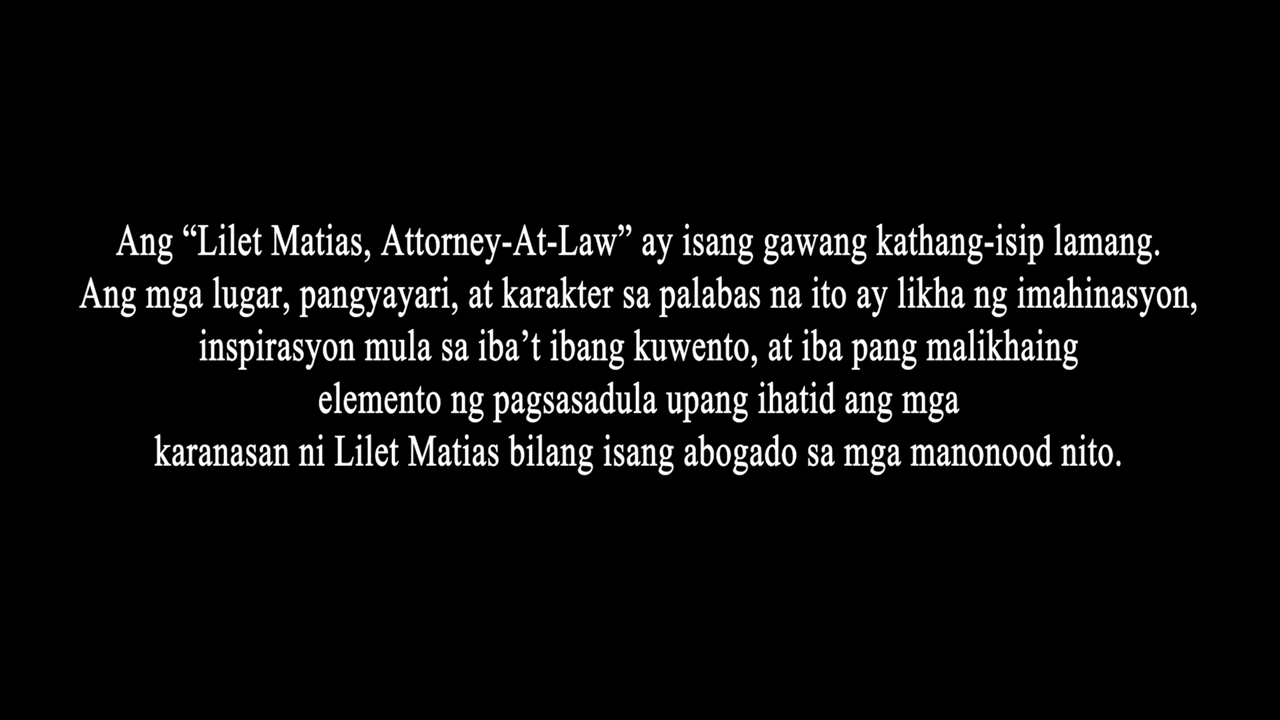 Ang “Lilet Matias, Attorney-At-Law” ay isang gawang kathang-isip lamang.
Ang mga lugar, pangyayari, at karakter sa palabas na ito ay likha ng imahinasyon,
inspirasyon mula sa iba’t ibang kuwento, at iba pang malikhaing
elemento ng pagsasadula upang ihatid ang mga
karanasan ni Lilet Matias bilang isang abogado sa mga manonood nito.